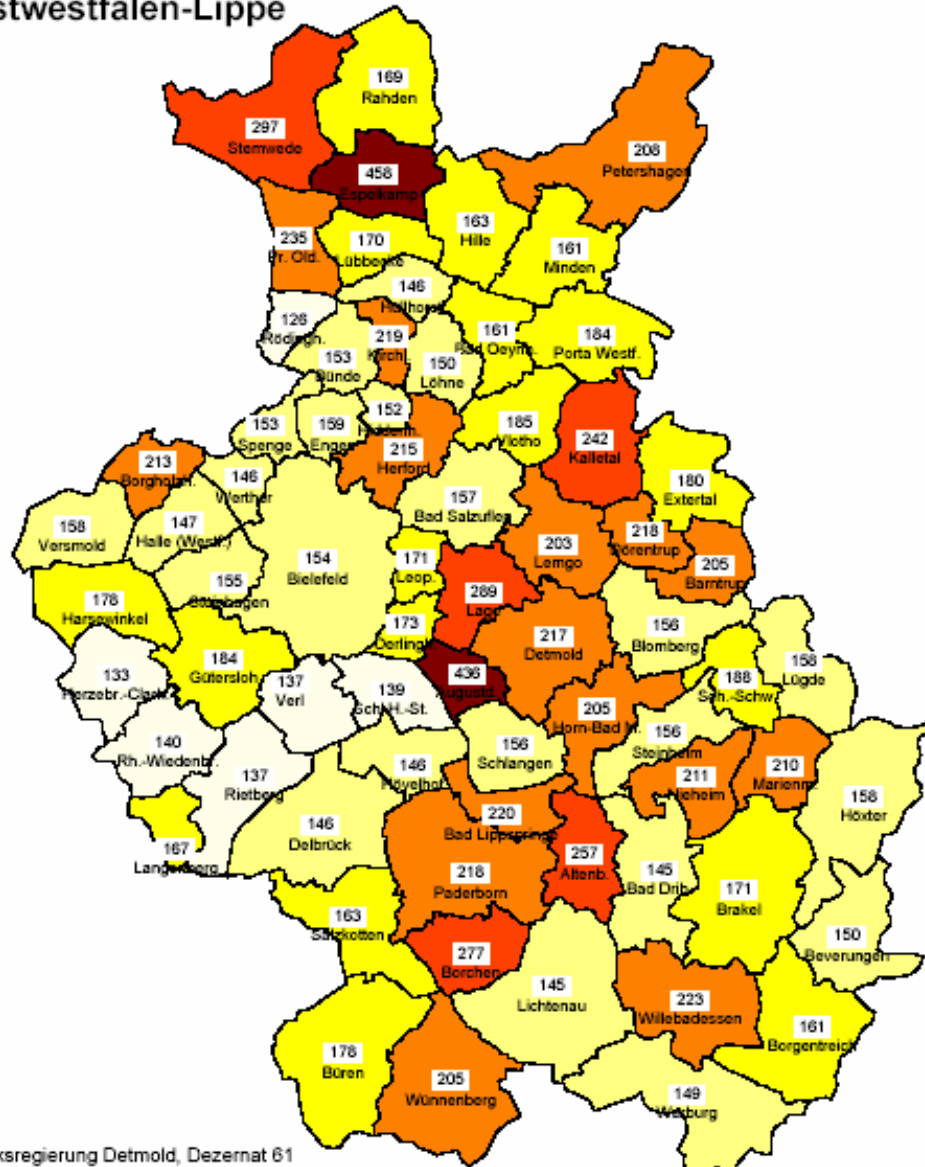 stwestfalen-Lippe
169
Rahden
297
Stemwede
208
Petershagen
458
Espelkamp
163
Hille
235
Pr. Old.
170
Lübbecke
161
Minden
146
Hüllhorst
126
Rödingh.
219
Kirchl.
161
Bad Oeynh.
184
Porta Westf.
153
Bünde
150
Löhne
152
Hiddenh.
153
Spenge
159
Enger
185
Vlotho
242
Kalletal
215
Herford
213
Borgholzh.
146
Werther
180
Extertal
157
Bad Salzuflen
158
Versmold
147
Halle (Westf.)
154
Bielefeld
203
Lemgo
218
Dörentrup
205
Barntrup
171
Leop.
155
Steinhagen
289
Lage
178
Harsewinkel
173
Oerlingh.
217
Detmold
156
Blomberg
133
Herzebr.-Clarh.
184
Gütersloh
137
Verl
139
Schl.H.-St.
436
Augustd.
188
Sch.-Schw.
158
Lügde
205
Horn-Bad M.
140
Rh.-Wiedenbr.
137
Rietberg
146
Hövelhof
156
Schlangen
156
Steinheim
211
Nieheim
210
Marienm.
158
Höxter
220
Bad Lippspringe
146
Delbrück
167
Langenberg
218
Paderborn
257
Altenb.
145
Bad Drib.
171
Brakel
163
Salzkotten
277
Borchen
150
Beverungen
145
Lichtenau
223
Willebadessen
161
Borgentreich
178
Büren
205
Wünnenberg
149
Warburg
ksregierung Detmold, Dezernat 61